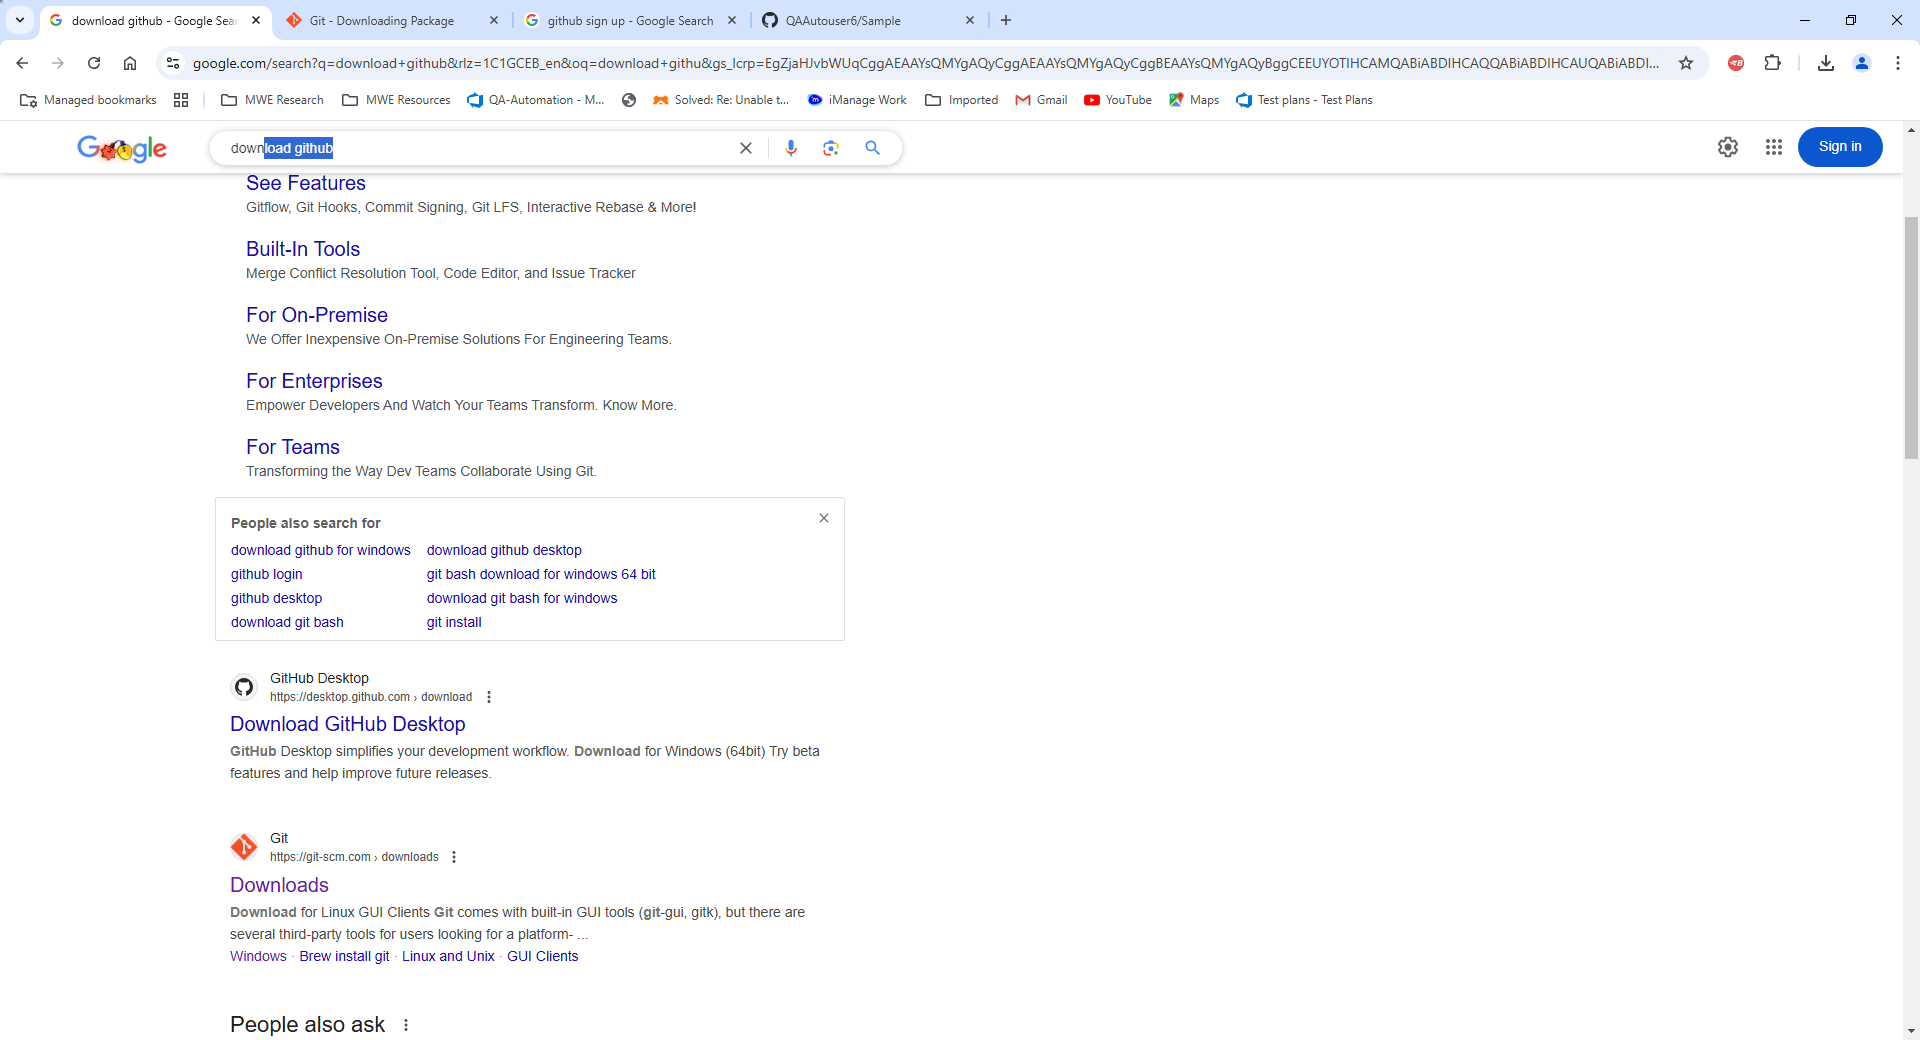 download github - Google Sear
Git - Downloading Package
github sign up - Google Search
QAAutouser6/Sample
google.com/search?q=download+github&rlz=1C1GCEB_en&oq=download+githu&gs_lcrp=EgZjaHJvbWUqCggAEAAYsQMYgAQyCggAEAAYsQMYgAQyCggBEAAYsQMYgAQyBggCEEUYOTIHCAMQABiABDIHCAQQABiABDIHCAUQABiABDI...
Managed bookmarks
MWE Research
MWE Resources
QA-Automation - M...
Solved: Re: Unable t...
iManage Work
Imported
Gmail
YouTube
Maps
Test plans - Test Plans
Google
download github
Sign in
See Features
Gitflow, Git Hooks, Commit Signing, Git LFS, Interactive Rebase & More!
Built-In Tools
Merge Conflict Resolution Tool, Code Editor, and Issue Tracker
For On-Premise
We Offer Inexpensive On-Premise Solutions For Engineering Teams.
For Enterprises
Empower Developers And Watch Your Teams Transform. Know More.
For Teams
Transforming the Way Dev Teams Collaborate Using Git.
People also search for
download github for windows
download github desktop
github login
git bash download for windows 64 bit
github desktop
download git bash for windows
download git bash
git install
GitHub Desktop
https://desktop.github.com › download
Download GitHub Desktop
GitHub Desktop simplifies your development workflow. Download for Windows (64bit) Try beta
features and help improve future releases.
Git
https://git-scm.com › downloads
Downloads
Download for Linux GUI Clients Git comes with built-in GUI tools (git-gui, gitk), but there are
several third-party tools for users looking for a platform- ...
Windows · Brew install git · Linux and Unix · GUI Clients
People also ask